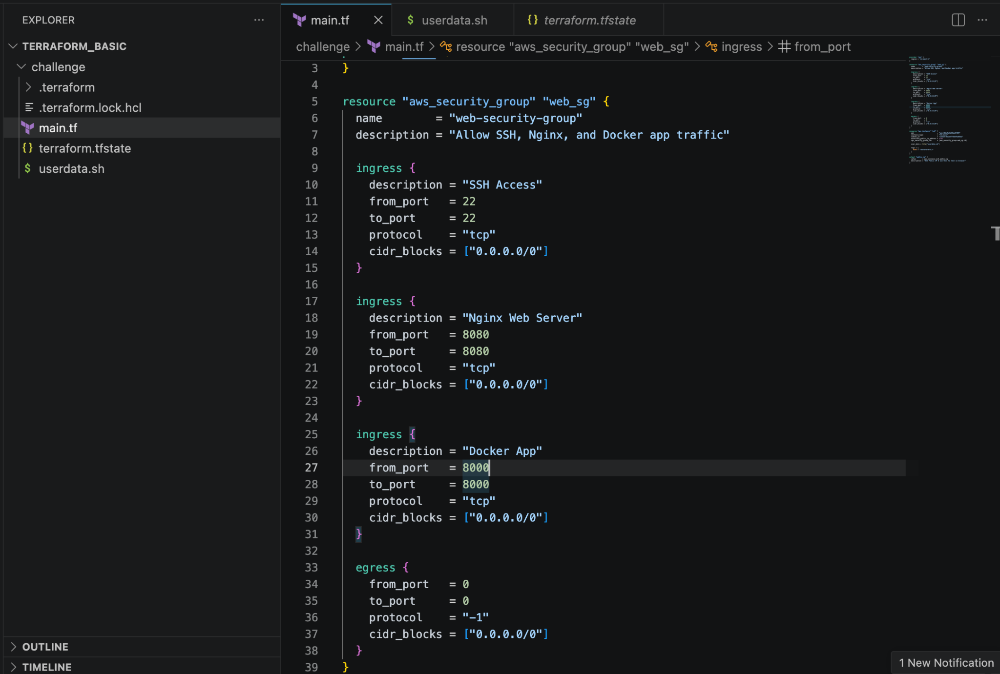 EXPLORER
TERRAFORM_BASIC
challenge
.terraform
.terraform.lock.hcl
main.tf
terraform.tfstate
userdata.sh
OUTLINE
TIMELINE
main.tf
userdata.sh
terraform.tfstate
challenge > main.tf > resource "aws_security_group" "web_sg" > ingress > from_port
3 }
4
5 resource "aws_security_group" "web_sg" {
6   name        = "web-security-group"
7   description = "Allow SSH, Nginx, and Docker app traffic"
8
9   ingress {
10     description = "SSH Access"
11     from_port   = 22
12     to_port     = 22
13     protocol    = "tcp"
14     cidr_blocks = ["0.0.0.0/0"]
15   }
16
17   ingress {
18     description = "Nginx Web Server"
19     from_port   = 8080
20     to_port     = 8080
21     protocol    = "tcp"
22     cidr_blocks = ["0.0.0.0/0"]
23   }
24
25   ingress {
26     description = "Docker App"
27     from_port   = 8000
28     to_port     = 8000
29     protocol    = "tcp"
30     cidr_blocks = ["0.0.0.0/0"]
31   }
32
33   egress {
34     from_port   = 0
35     to_port     = 0
36     protocol    = "-1"
37     cidr_blocks = ["0.0.0.0/0"]
38   }
39 }
1 New Notification